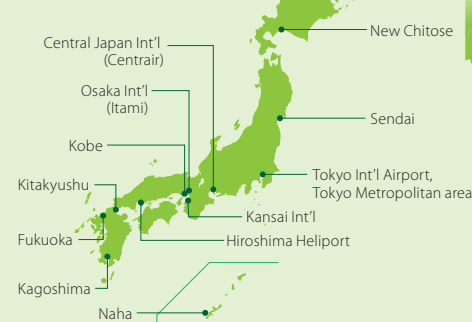 New Chitose
Central Japan Int'l
(Centrair)
Osaka Int'l
(Itami)
Sendai
Kobe
Tokyo Int'l Airport,
Tokyo Metropolitan area
Kitakyushu
Kansai Int'l
Fukuoka
Hiroshima Heliport
Kagoshima
Naha